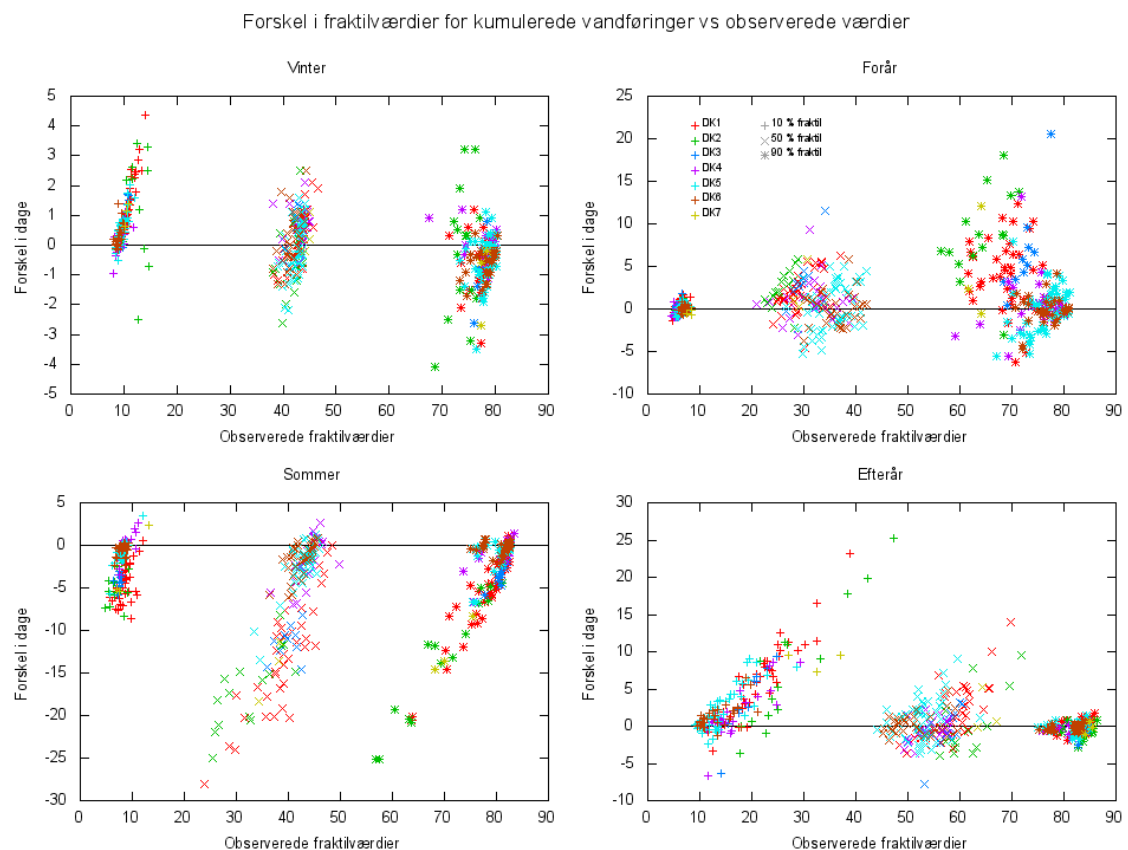 Forskel i fraktilværdier for kumulerede vandføringer vs observerede værdier
Vinter
5
4
3
2
1
0
-1
-2
-3
-4
-5
0 10 20 30 40 50 60 70 80 90
Forskel i dage
Observerede fraktilværdier
Forår
25
20
15
10
5
0
-5
-10
0 10 20 30 40 50 60 70 80 90
Forskel i dage
Observerede fraktilværdier
DK1
DK2
DK3
DK4
DK5
DK6
DK7
10 % fraktil
50 % fraktil
90 % fraktil
Sommer
5
0
-5
-10
-15
-20
-25
-30
0 10 20 30 40 50 60 70 80 90
Forskel i dage
Observerede fraktilværdier
Efterår
30
25
20
15
10
5
0
-5
-10
0 10 20 30 40 50 60 70 80 90
Forskel i dage
Observerede fraktilværdier